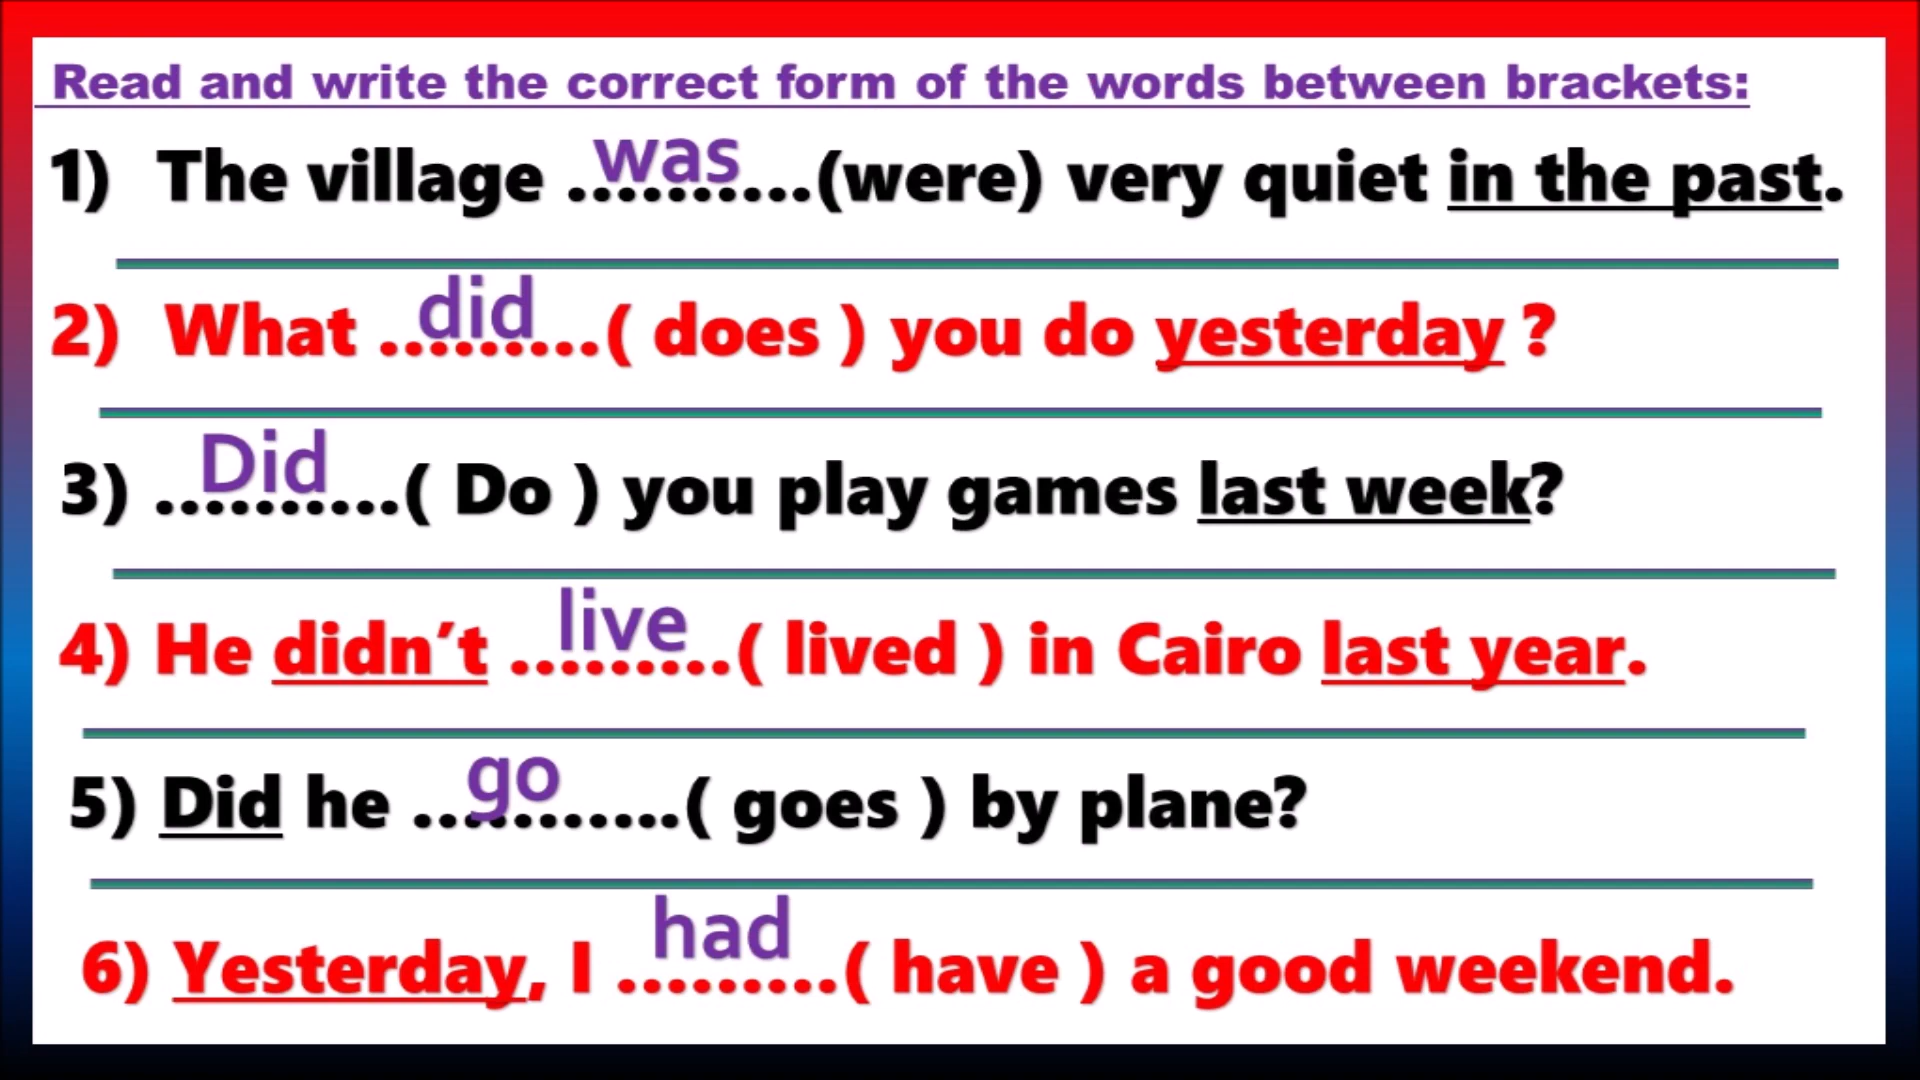 Read and write the correct form of the words between brackets:
1) The village ....was......(were) very quiet in the past.
2) What ...did.....( does ) you do yesterday ?
3) ...Did.....( Do ) you play games last week?
4) He didn’t ...live.....( lived ) in Cairo last year.
5) Did he ...go.......( goes ) by plane?
6) Yesterday, I ...had.....( have ) a good weekend.